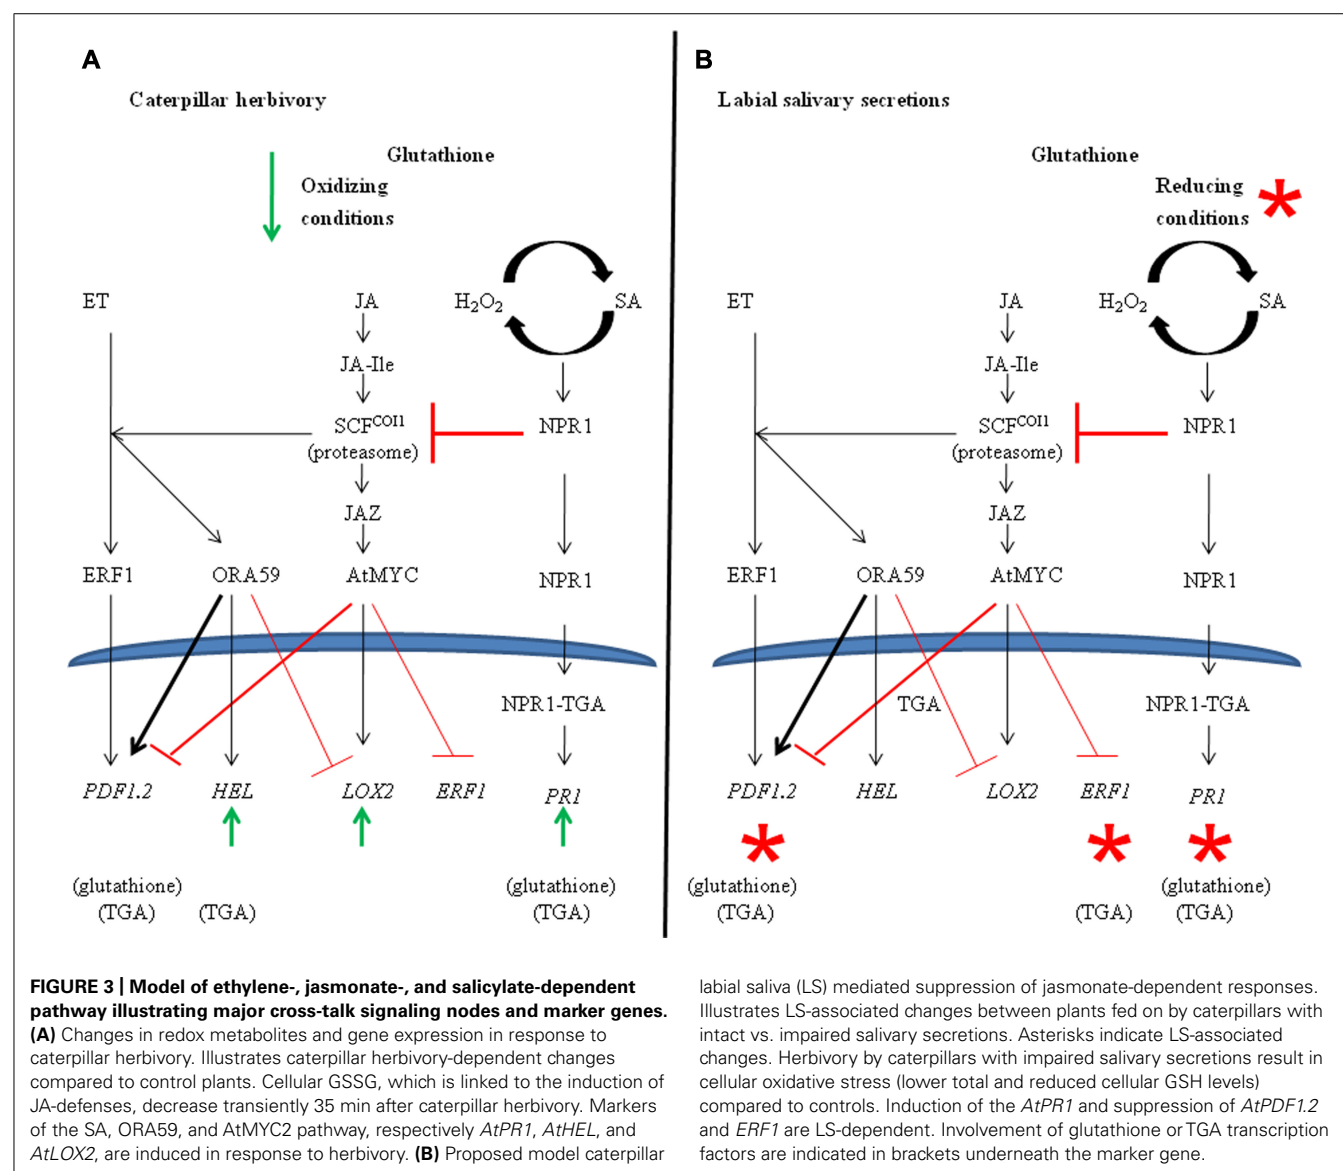 A
Caterpillar herbivory
Glutathione
Oxidizing
conditions
ET
JA
H₂O₂
SA
JA-Ile
SCF^COI1
(proteasome)
NPR1
JAZ
ERF1
ORA59
AtMYC
NPR1
NPR1-TGA
PDF1.2
HEL
LOX2
ERF1
PR1
(glutathione)
(TGA)
(TGA)
(glutathione)
(TGA)
B
Labial salivary secretions
Glutathione
Reducing
conditions
ET
JA
H₂O₂
SA
JA-Ile
SCF^COI1
(proteasome)
NPR1
JAZ
ERF1
ORA59
AtMYC
NPR1
TGA
NPR1-TGA
PDF1.2
HEL
LOX2
ERF1
PR1
(glutathione)
(TGA)
(TGA)
(glutathione)
(TGA)
FIGURE 3 | Model of ethylene-, jasmonate-, and salicylate-dependent
pathway illustrating major cross-talk signaling nodes and marker genes.
(A) Changes in redox metabolites and gene expression in response to
caterpillar herbivory. Illustrates caterpillar herbivory-dependent changes
compared to control plants. Cellular GSSG, which is linked to the induction of
JA-defenses, decrease transiently 35 min after caterpillar herbivory. Markers
of the SA, ORA59, and AtMYC2 pathway, respectively AtPR1, AtHEL, and
AtLOX2, are induced in response to herbivory. (B) Proposed model caterpillar
labial saliva (LS) mediated suppression of jasmonate-dependent responses.
Illustrates LS-associated changes between plants fed on by caterpillars with
intact vs. impaired salivary secretions. Asterisks indicate LS-associated
changes. Herbivory by caterpillars with impaired salivary secretions result in
cellular oxidative stress (lower total and reduced cellular GSH levels)
compared to controls. Induction of the AtPR1 and suppression of AtPDF1.2
and ERF1 are LS-dependent. Involvement of glutathione or TGA transcription
factors are indicated in brackets underneath the marker gene.